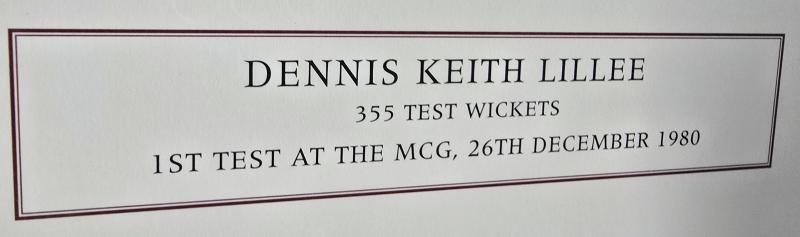 DENNIS KEITH LILLEE
355 TEST WICKETS
1ST TEST AT THE MCG, 26TH DECEMBER 1980